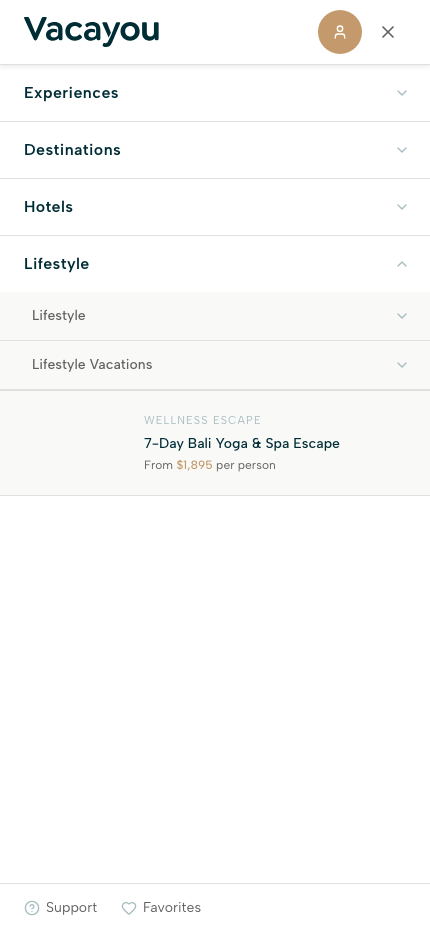 Vacayou
Experiences
Destinations
Hotels
Lifestyle
Lifestyle
Lifestyle Vacations
WELLNESS ESCAPE
7-Day Bali Yoga & Spa Escape
From $1,895 per person
Support Favorites